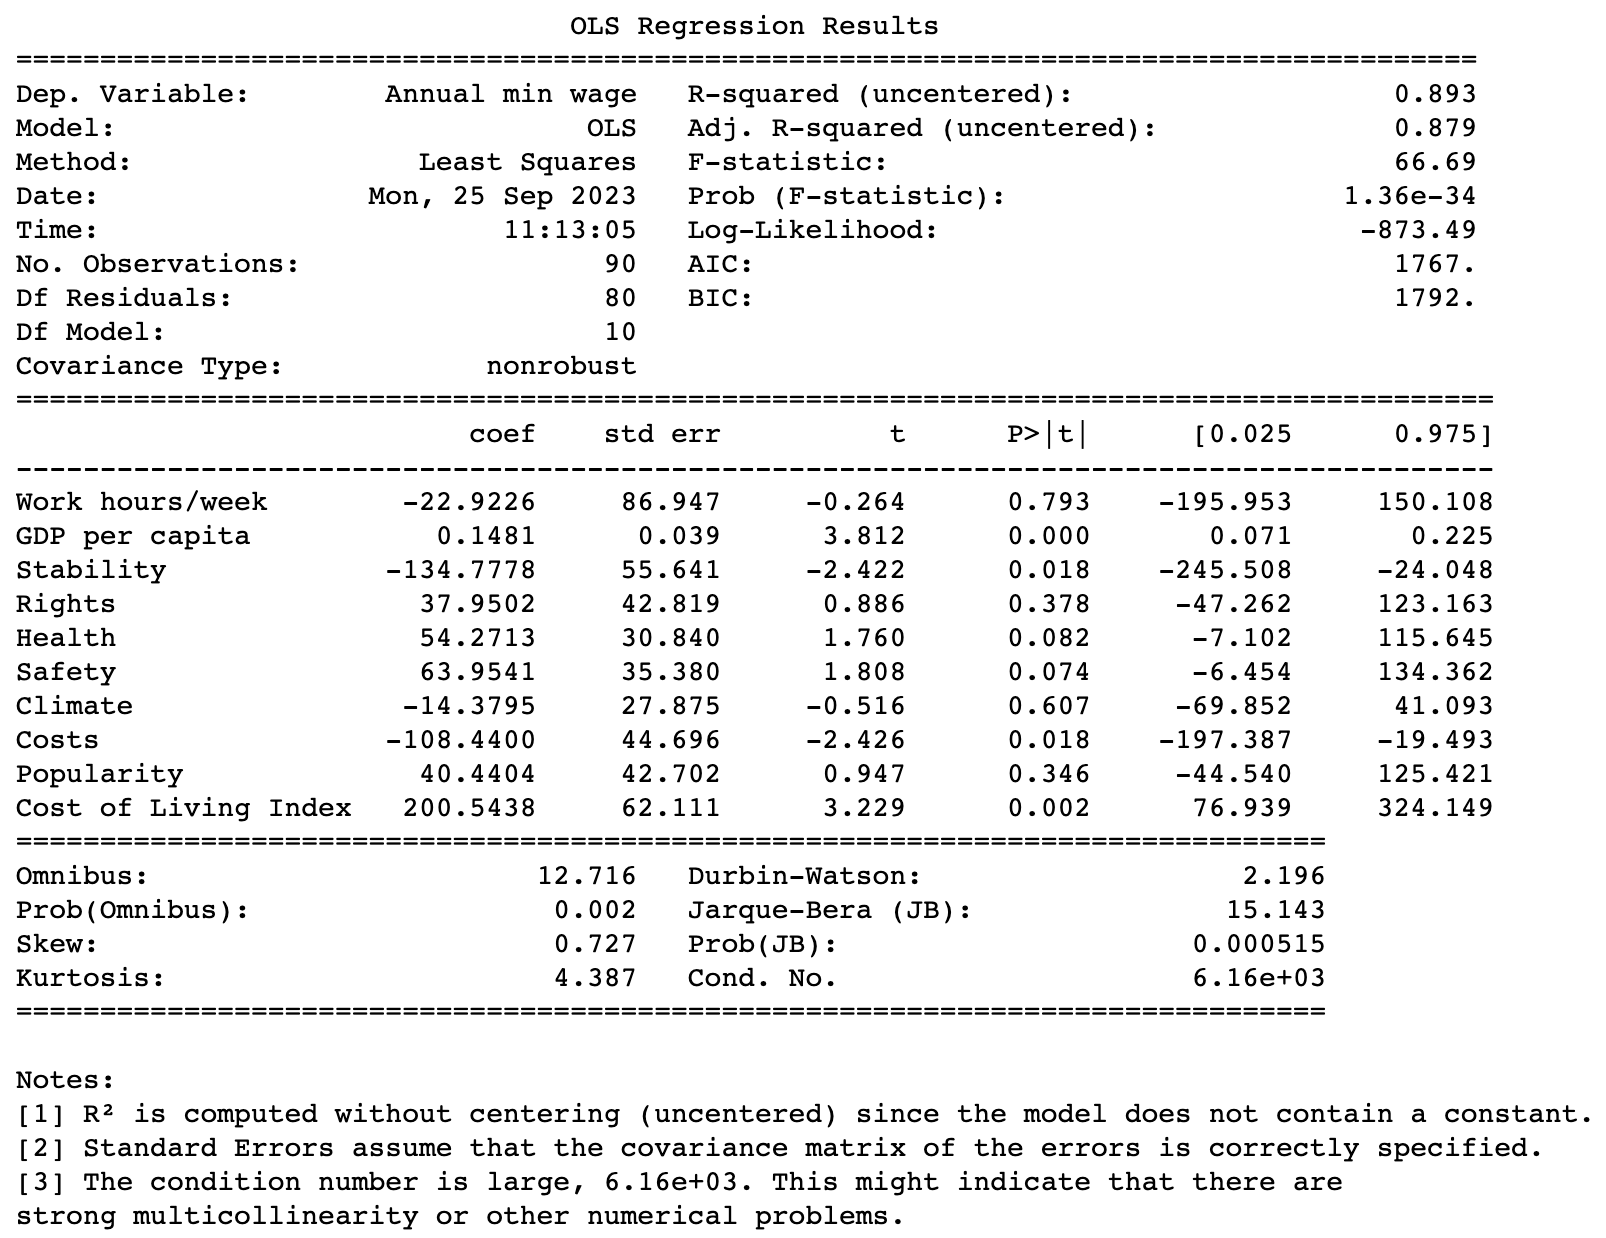 OLS Regression Results
==============================================================================
Dep. Variable: Annual min wage R-squared (uncentered): 0.893
Model: OLS Adj. R-squared (uncentered): 0.879
Method: Least Squares F-statistic: 66.69
Date: Mon, 25 Sep 2023 Prob (F-statistic): 1.36e-34
Time: 11:13:05 Log-Likelihood: -873.49
No. Observations: 90 AIC: 1767.
Df Residuals: 80 BIC: 1792.
Df Model: 10
Covariance Type: nonrobust
==============================================================================
coef std err t P>|t| [0.025 0.975]
------------------------------------------------------------------------------
Work hours/week -22.9226 86.947 -0.264 0.793 -195.953 150.108
GDP per capita 0.1481 0.039 3.812 0.000 0.071 0.225
Stability -134.7778 55.641 -2.422 0.018 -245.508 -24.048
Rights 37.9502 42.819 0.886 0.378 -47.262 123.163
Health 54.2713 30.840 1.760 0.082 -7.102 115.645
Safety 63.9541 35.380 1.808 0.074 -6.454 134.362
Climate -14.3795 27.875 -0.516 0.607 -69.852 41.093
Costs -108.4400 44.696 -2.426 0.018 -197.387 -19.493
Popularity 40.4404 42.702 0.947 0.346 -44.540 125.421
Cost of Living Index 200.5438 62.111 3.229 0.002 76.939 324.149
==============================================================================
Omnibus: 12.716 Durbin-Watson: 2.196
Prob(Omnibus): 0.002 Jarque-Bera (JB): 15.143
Skew: 0.727 Prob(JB): 0.000515
Kurtosis: 4.387 Cond. No. 6.16e+03
==============================================================================
Notes:
[1] R² is computed without centering (uncentered) since the model does not contain a constant.
[2] Standard Errors assume that the covariance matrix of the errors is correctly specified.
[3] The condition number is large, 6.16e+03. This might indicate that there are
strong multicollinearity or other numerical problems.